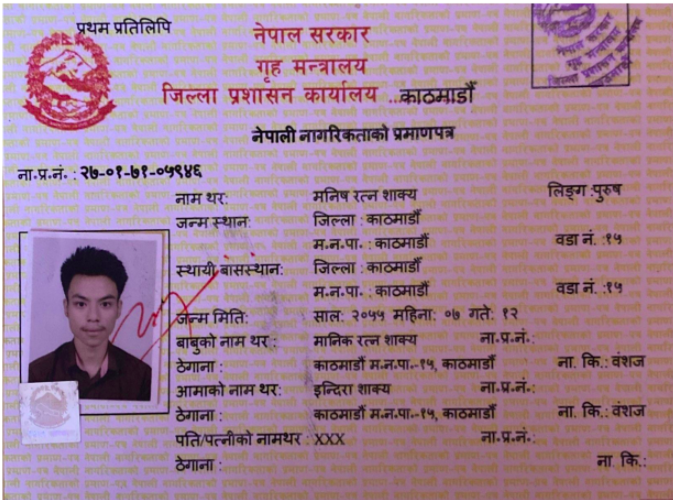 प्रथम प्रतिलिपि
नेपाल सरकार
गृह मन्त्रालय
जिल्ला प्रशासन कार्यालय ..काठमाडौं
नेपाली नागरिकताको प्रमाणपत्र
ना.प्र.नं. : २७-०१-७१-०५९४६
नाम थर: मनिष रत्न शाक्य लिङ्ग :पुरुष
जन्म स्थान: जिल्ला : काठमाडौं
म.न.पा. : काठमाडौं वडा नं. :१५
स्थायी बासस्थान: जिल्ला : काठमाडौं
म.न.पा. : काठमाडौं वडा नं. :१५
जन्म मिति: साल: २०५५ महिना: ०७ गते: १२
बाबुको नाम थर : मानिक रत्न शाक्य ना.प्र.नं.:
ठेगाना : काठमाडौं म.न.पा.-१५, काठमाडौं ना. कि.: वंशज
आमाको नाम थर: इन्दिरा शाक्य ना.प्र.नं.:
ठेगाना : काठमाडौं म.न.पा.-१५, काठमाडौं ना. कि.: वंशज
पति/पत्नीको नामथर : XXX ना.प्र.नं.:
ठेगाना : ना. कि.: